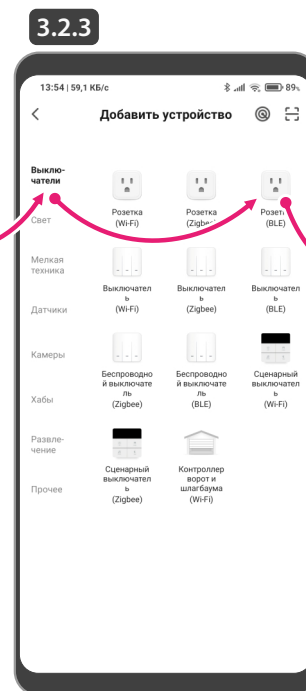 3.2.3
13:54 | 59,1 КБ/с
89%
Добавить устройство
Выклю-
чатели
Свет
Мелкая
техника
Датчики
Камеры
Хабы
Развле-
чение
Прочее
Розетка
(Wi-Fi)
Розетка
(Zigbee)
Розетка
(BLE)
Выключател
ь
(Wi-Fi)
Выключател
ь
(Zigbee)
Выключател
ь
(BLE)
Беспроводно
й выключате
ль
(Zigbee)
Беспроводно
й выключате
ль
(BLE)
Сценарный
выключател
ь
(Wi-Fi)
Сценарный
выключател
ь
(Zigbee)
Контроллер
ворот и
шлагбаума
(Wi-Fi)